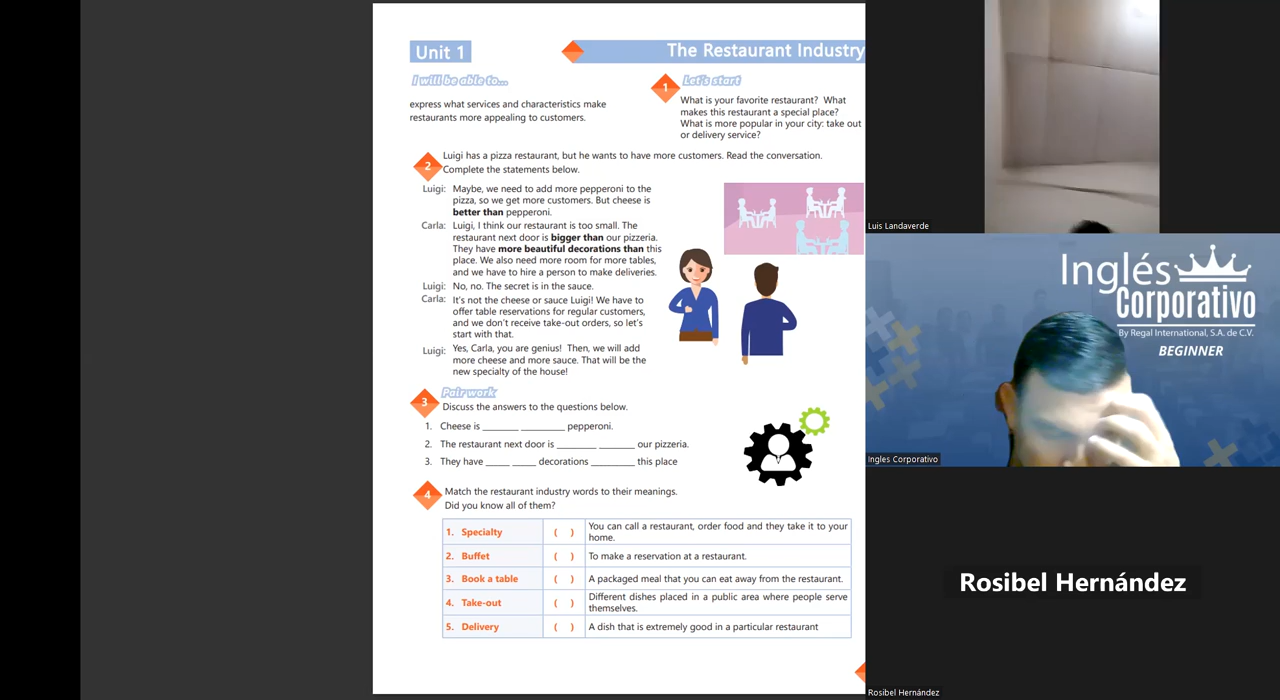 Unit 1
The Restaurant Industry
I will be able to...
express what services and characteristics make
restaurants more appealing to customers.
1
Let's start
What is your favorite restaurant? What
makes this restaurant a special place?
What is more popular in your city: take out
or delivery service?
2
Luigi has a pizza restaurant, but he wants to have more customers. Read the conversation.
Complete the statements below.
Luigi: Maybe, we need to add more pepperoni to the
pizza, so we get more customers. But cheese is
better than pepperoni.
Carla: Luigi, I think our restaurant is too small. The
restaurant next door is bigger than our pizzeria.
They have more beautiful decorations than this
place. We also need more room for more tables,
and we have to hire a person to make deliveries.
Luigi: No, no. The secret is in the sauce.
Carla: It's not the cheese or sauce Luigi! We have to
offer table reservations for regular customers,
and we don't receive take-out orders, so let's
start with that.
Luigi: Yes, Carla, you are genius! Then, we will add
more cheese and more sauce. That will be the
new specialty of the house!
3
Pair work
Discuss the answers to the questions below.
1. Cheese is ________ __________ pepperoni.
2. The restaurant next door is _________ ________ our pizzeria.
3. They have _____ _____ decorations __________ this place
4
Match the restaurant industry words to their meanings.
Did you know all of them?
1. Specialty ( ) You can call a restaurant, order food and they take it to your
home.
2. Buffet ( ) To make a reservation at a restaurant.
3. Book a table ( ) A packaged meal that you can eat away from the restaurant.
4. Take-out ( ) Different dishes placed in a public area where people serve
themselves.
5. Delivery ( ) A dish that is extremely good in a particular restaurant
Luis Landaverde
Inglés
Corporativo
By Regal International, S.A. de C.V.
BEGINNER
Ingles Corporativo
Rosibel Hernández
Rosibel Hernández